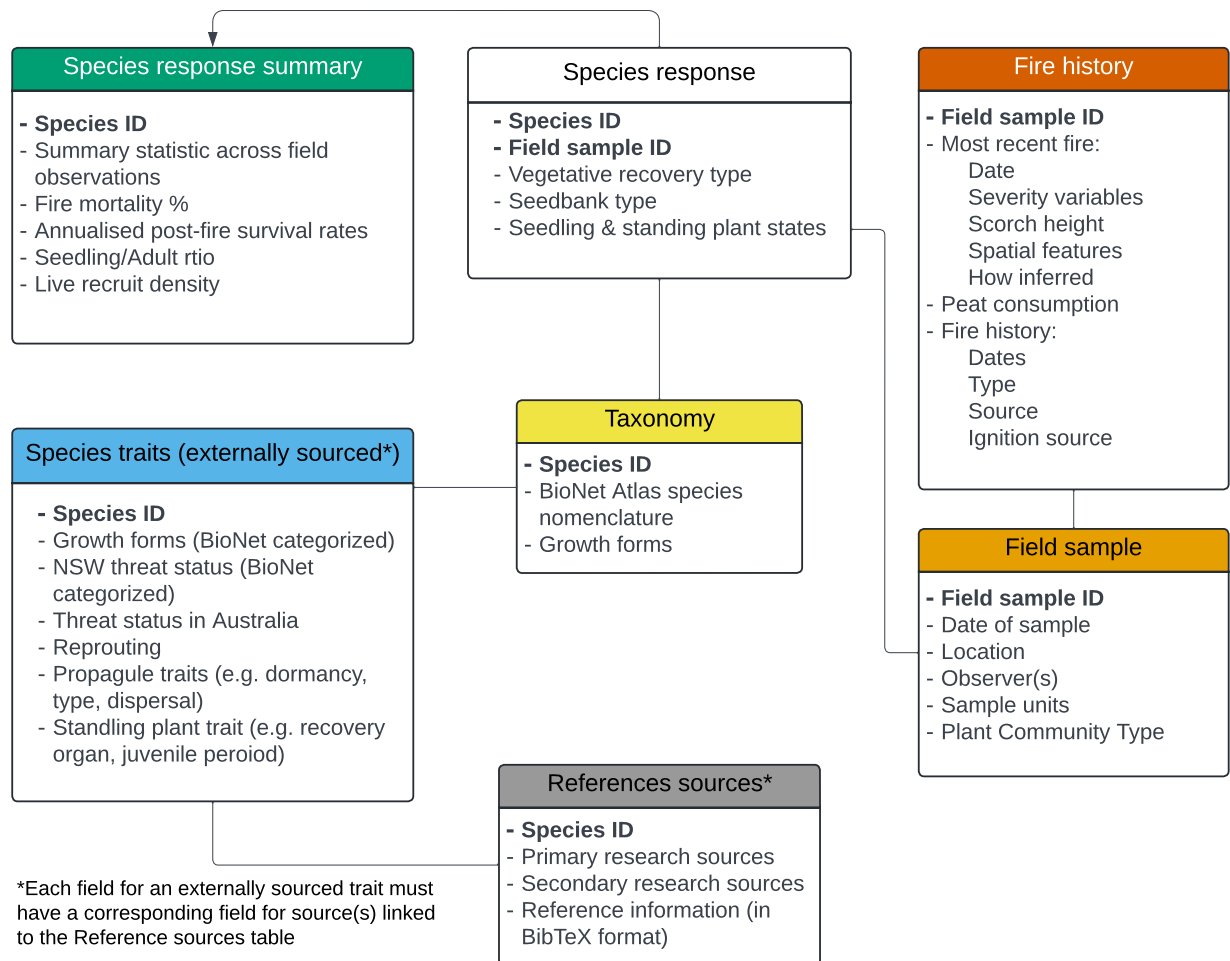 Species response summary
- Species ID
- Summary statistic across field
observations
- Fire mortality %
- Annualised post-fire survival rates
- Seedling/Adult rtio
- Live recruit density
Species response
- Species ID
- Field sample ID
- Vegetative recovery type
- Seedbank type
- Seedling & standing plant states
Fire history
- Field sample ID
- Most recent fire:
Date
Severity variables
Scorch height
Spatial features
How inferred
- Peat consumption
- Fire history:
Dates
Type
Source
Ignition source
Species traits (externally sourced*)
- Species ID
- Growth forms (BioNet categorized)
- NSW threat status (BioNet
categorized)
- Threat status in Australia
- Reprouting
- Propagule traits (e.g. dormancy,
type, dispersal)
- Standling plant trait (e.g. recovery
organ, juvenile peroiod)
Taxonomy
- Species ID
- BioNet Atlas species
nomenclature
- Growth forms
Field sample
- Field sample ID
- Date of sample
- Location
- Observer(s)
- Sample units
- Plant Community Type
References sources*
- Species ID
- Primary research sources
- Secondary research sources
- Reference information (in
BibTeX format)
*Each field for an externally sourced trait must
have a corresponding field for source(s) linked
to the Reference sources table